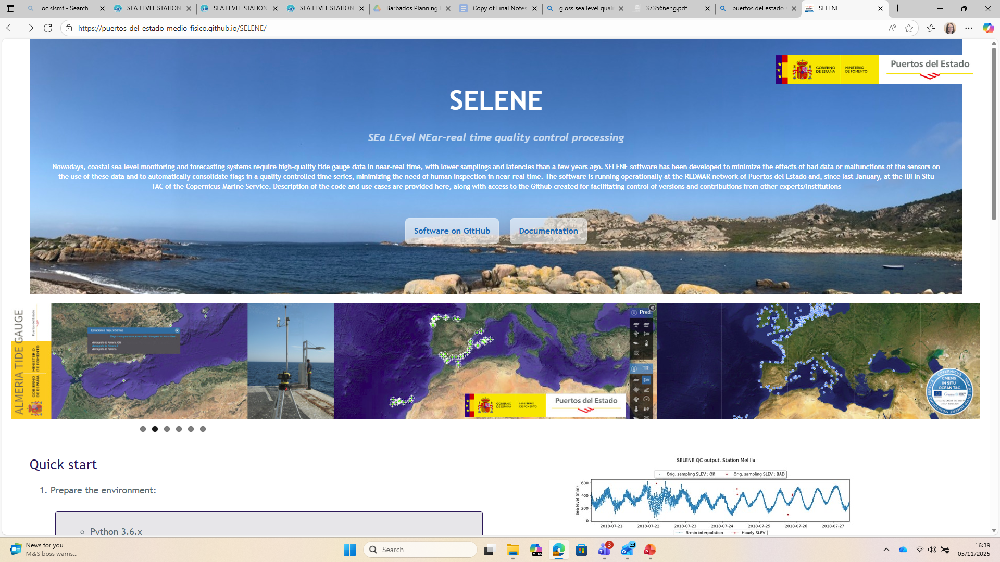 ioc slsmf - Search
SEA LEVEL STATION
SEA LEVEL STATION
SEA LEVEL STATION
Barbados Planning
Copy of Final Notes
gloss sea level quali
373566eng.pdf
puertos del estado
SELENE
https://puertos-del-estado-medio-fisico.github.io/SELENE/
GOBIERNO
DE ESPAÑA
MINISTERIO
DE FOMENTO
Puertos del Estado
SELENE
SEa LEvel NEar-real time quality control processing
Nowadays, coastal sea level monitoring and forecasting systems require high-quality tide gauge data in near-real time, with lower samplings and latencies than a few years ago. SELENE software has been developed to minimize the effects of bad data or malfunctions of the sensors on
the use of these data and to automatically consolidate flags in a quality controlled time series, minimizing the need of human inspection in near-real time. The software is running operationally at the REDMAR network of Puertos del Estado and, since last January, at the IBI In Situ
TAC of the Copernicus Marine Service. Description of the code and use cases are provided here, along with access to the Github created for facilitating control of versions and contributions from other experts/institutions
Software on GitHub
Documentation
ALMERIA TIDE GAUGE
Puertos del Estado
GOBIERNO
DE ESPAÑA
MINISTERIO
DE FOMENTO
Estaciones muy próximas
Pred.
TR
GOBIERNO
DE ESPAÑA
MINISTERIO
DE FOMENTO
Puertos del Estado
COPERNICUS
CMEMS
IN SITU
OCEAN TAC
Quick start
1. Prepare the environment:
Python 3.6.x
SELENE QC output. Station Melilla
Orig. sampling SLEV : OK
Orig. sampling SLEV : BAD
Sea level (mm)
600
400
200
0
2018-07-21
2018-07-22
2018-07-23
2018-07-24
2018-07-25
2018-07-26
2018-07-27
5-min interpolation
Hourly SLEV
News for you
M&S boss warns...
Search
M365
3
16:39
05/11/2025